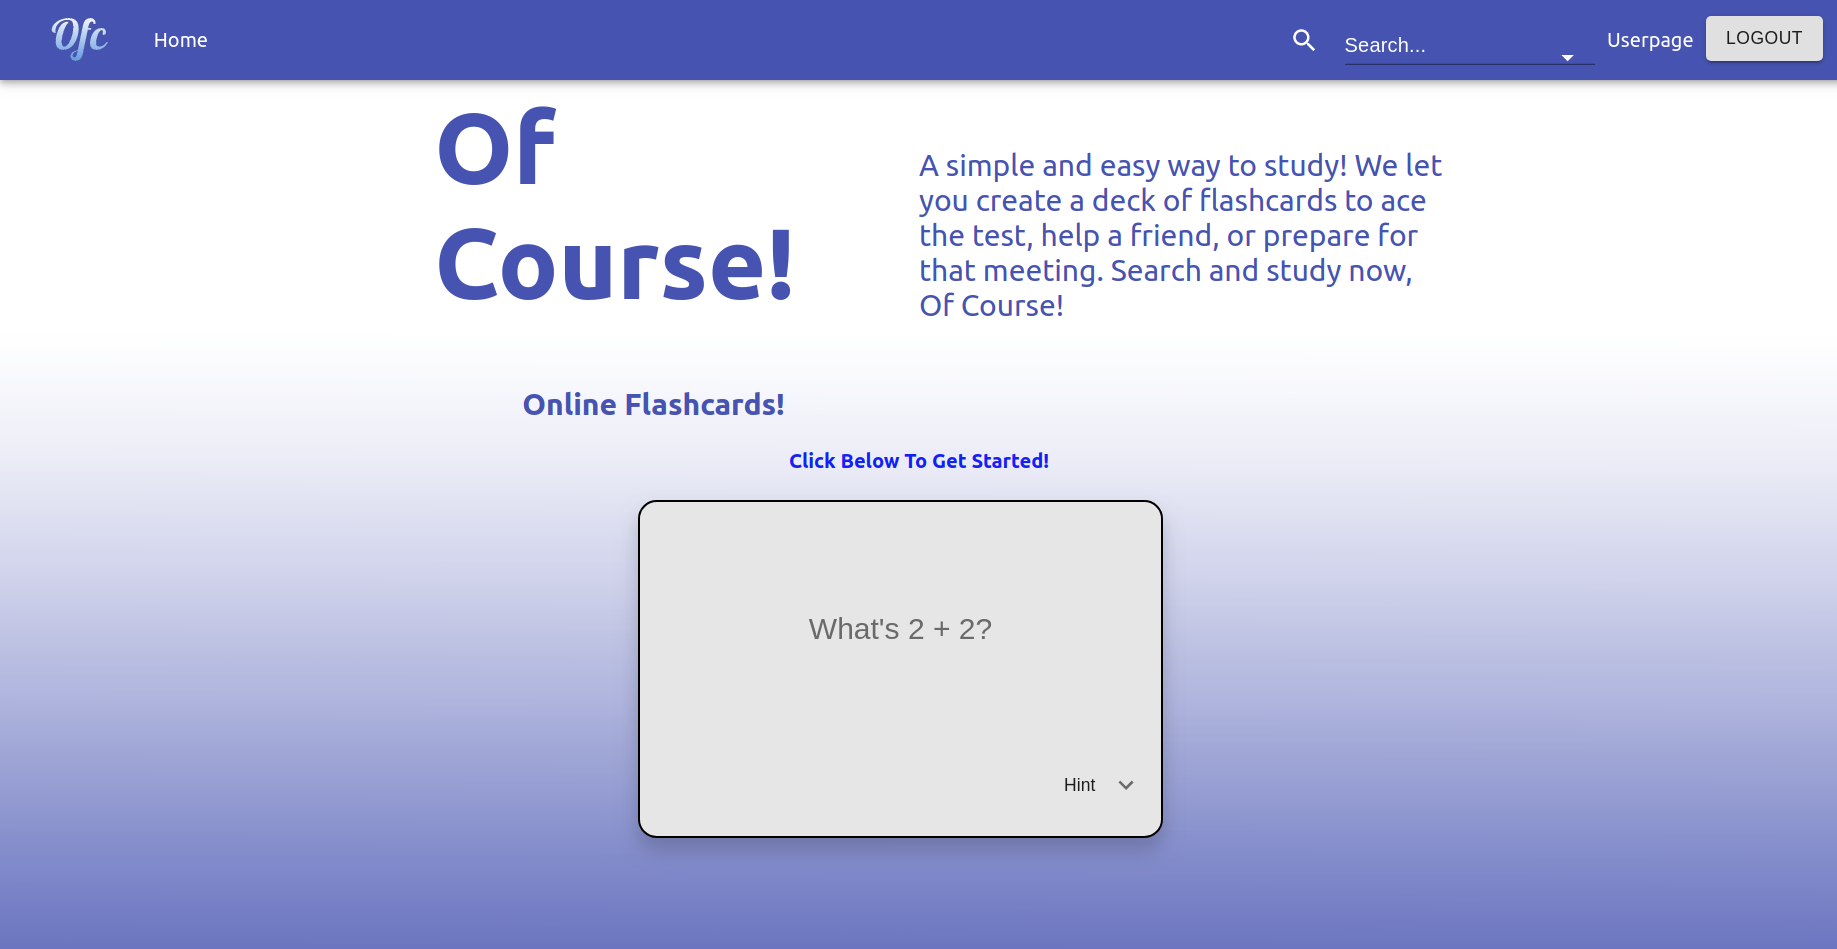 Ofc
Home
Search...
Userpage
LOGOUT
Of
Course!
A simple and easy way to study! We let
you create a deck of flashcards to ace
the test, help a friend, or prepare for
that meeting. Search and study now,
Of Course!
Online Flashcards!
Click Below To Get Started!
What's 2 + 2?
Hint